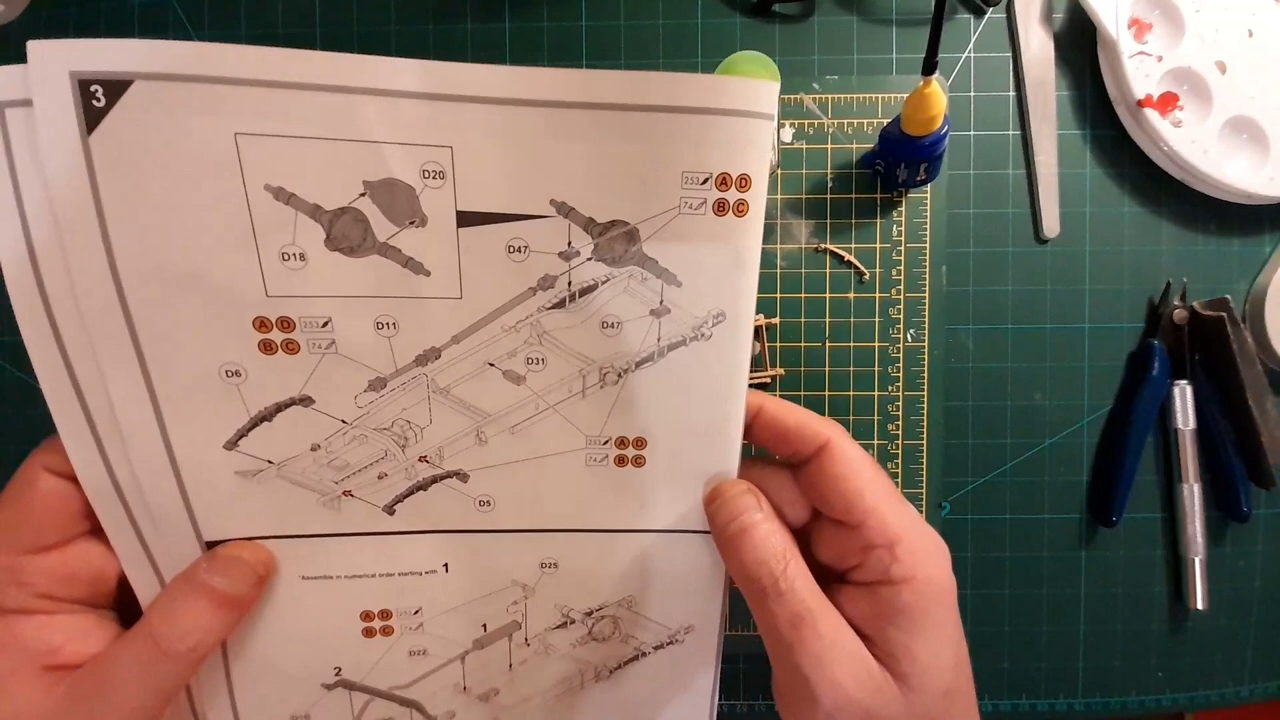 3
D20
D18
253 A D
74 B C
D47
A D 253
B C 74
D11
D47
D6
D31
253 A D
74 B C
D5
*Assemble in numerical order starting with 1
D25
A D 253
B C 74
1
D22
2